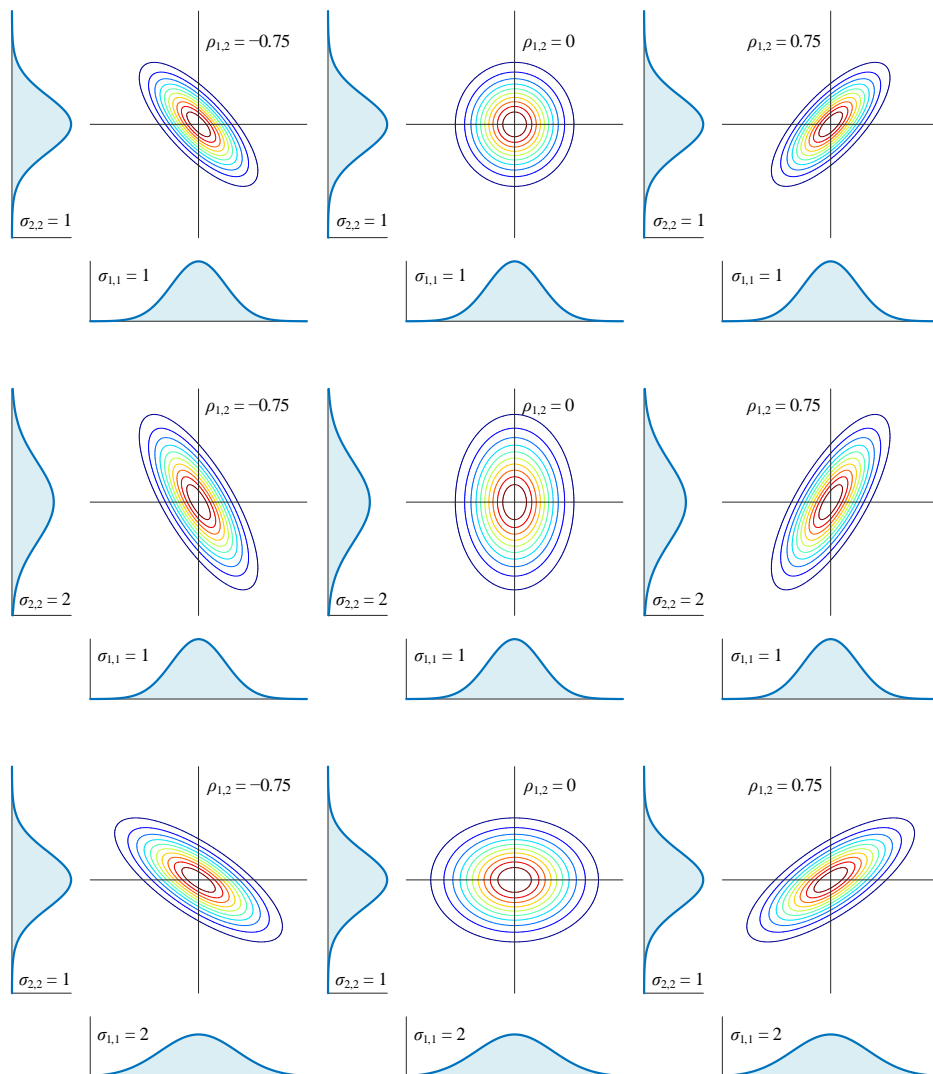 ρ1,2 = −0.75 ρ1,2 = 0 ρ1,2 0.75
σ2,2 = 1 σ2,2 = 1 σ2,2 = 1
σ1,1 = 1 σ1,1 = 1 σ1,1 = 1
ρ1,2 = −0.75 ρ1,2 = 0 ρ1,2 0.75
σ2,2 = 2 σ2,2 = 2 σ2,2 = 2
σ1,1 = 1 σ1,1 = 1 σ1,1 = 1
ρ1,2 = −0.75 ρ1,2 = 0 ρ1,2 = 0.75
σ2,2 = 1 σ2,2 = 1 σ2,2 = 1
σ1,1 = 2 σ1,1 = 2 σ1,1 = 2